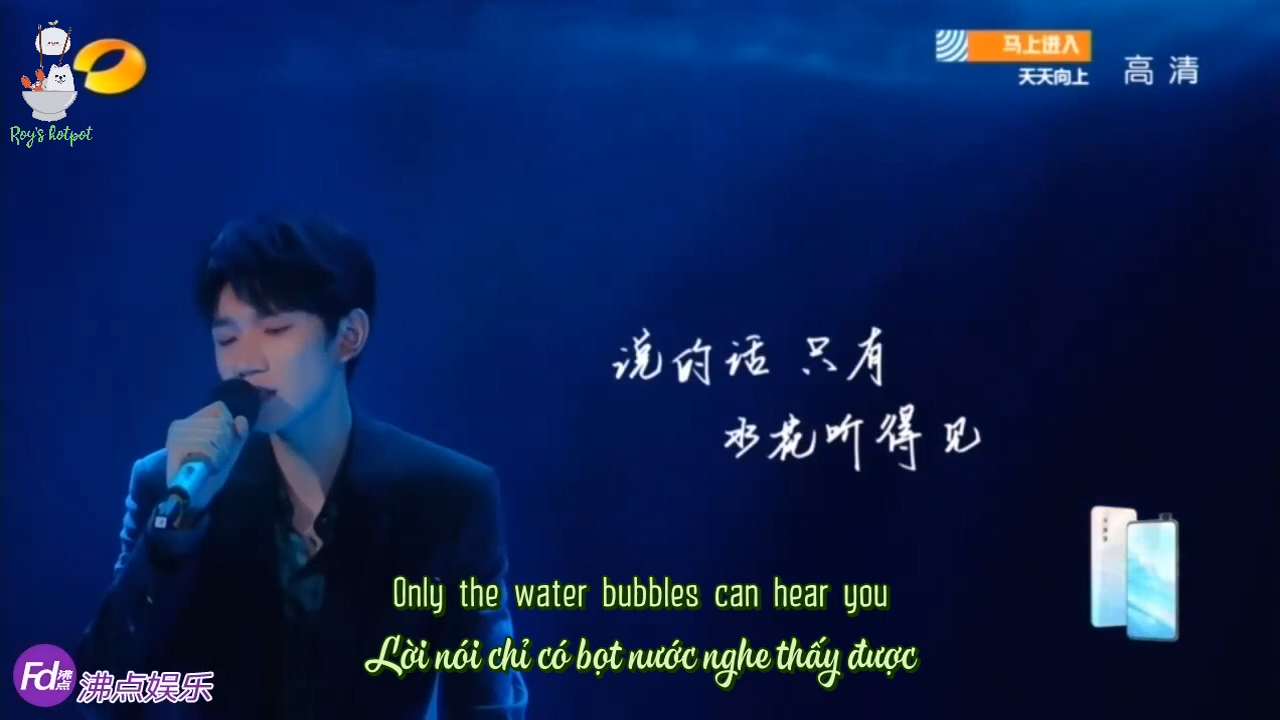 马上进入
天天向上
高清
Roy's hotpot
说的话 只有
水花听得见
Only the water bubbles can hear you
Lời nói chỉ có bọt nước nghe thấy được
Fd沸点
沸点娱乐